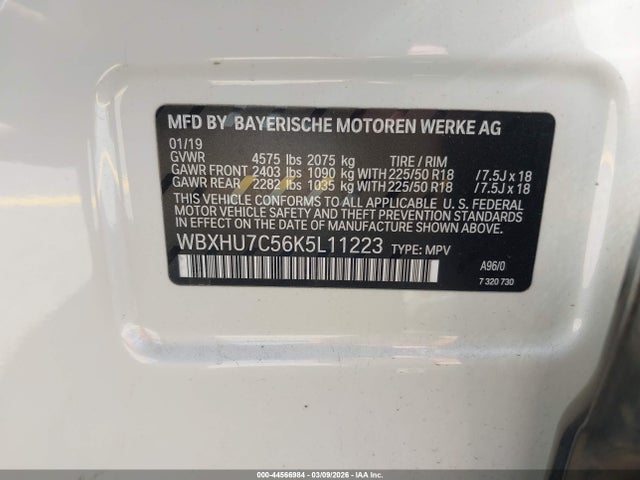 MFD BY BAYERISCHE MOTOREN WERKE AG
01/19
GVWR 4575 lbs 2075 kg TIRE / RIM
GAWR FRONT 2403 lbs 1090 kg WITH 225/50 R18 /7.5J x 18
GAWR REAR 2282 lbs 1035 kg WITH 225/50 R18 /7.5J x 18
THIS VEHICLE CONFORMS TO ALL APPLICABLE U. S. FEDERAL
MOTOR VEHICLE SAFETY, BUMPER, AND THEFT PREVENTION
STANDARDS IN EFFECT ON THE DATE OF MANUFACTURE SHOWN ABOVE.
WBXHU7C56K5L11223 TYPE: MPV
A96/0
7 320 730
000-44566984 - 03/09/2026 - IAA Inc.